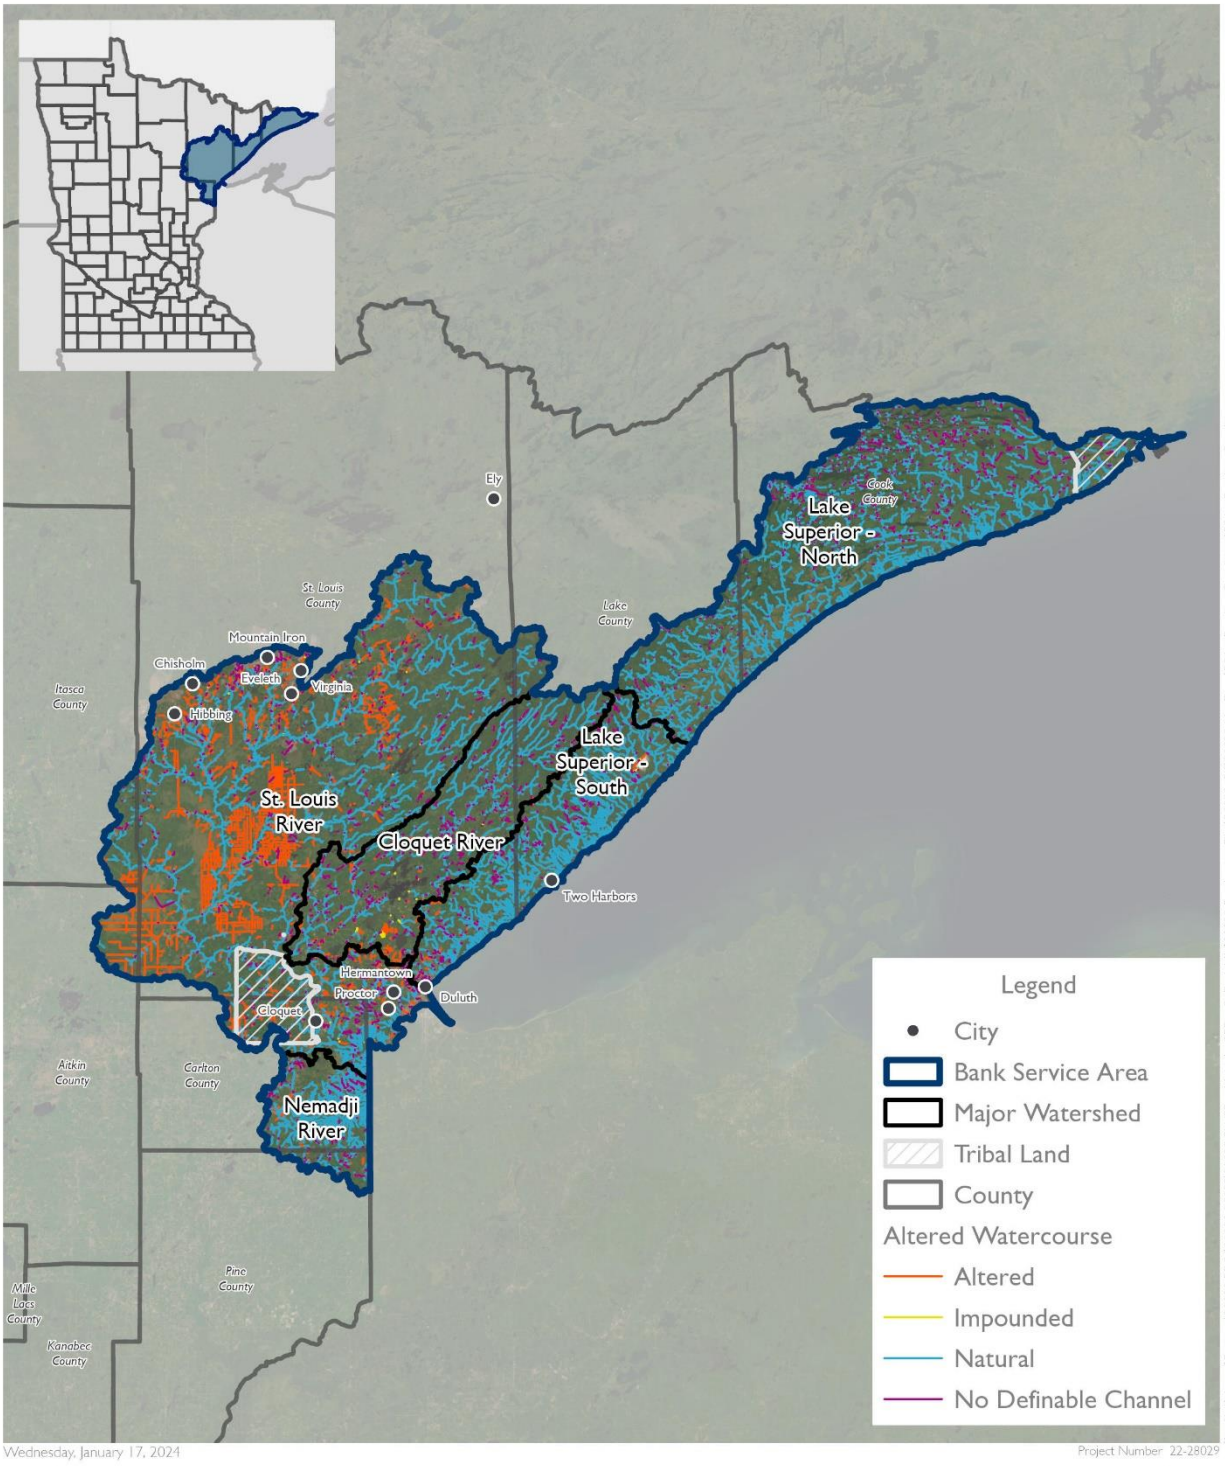 Ely
Cook
County
Lake
Superior -
North
St. Louis
County
Lake
County
Mountain Iron
Chisholm
Eveleth
Virginia
Itasca
County
Hibbing
Lake
Superior -
South
St. Louis
River
Cloquet River
Two Harbors
Hermantown
Proctor
Duluth
Cloquet
Aitkin
County
Carlton
County
Nemadji
River
Pine
County
Mille
Lacs
County
Kanabec
County
Legend
City
Bank Service Area
Major Watershed
Tribal Land
County
Altered Watercourse
Altered
Impounded
Natural
No Definable Channel
Wednesday, January 17, 2024
Project Number 22-28029